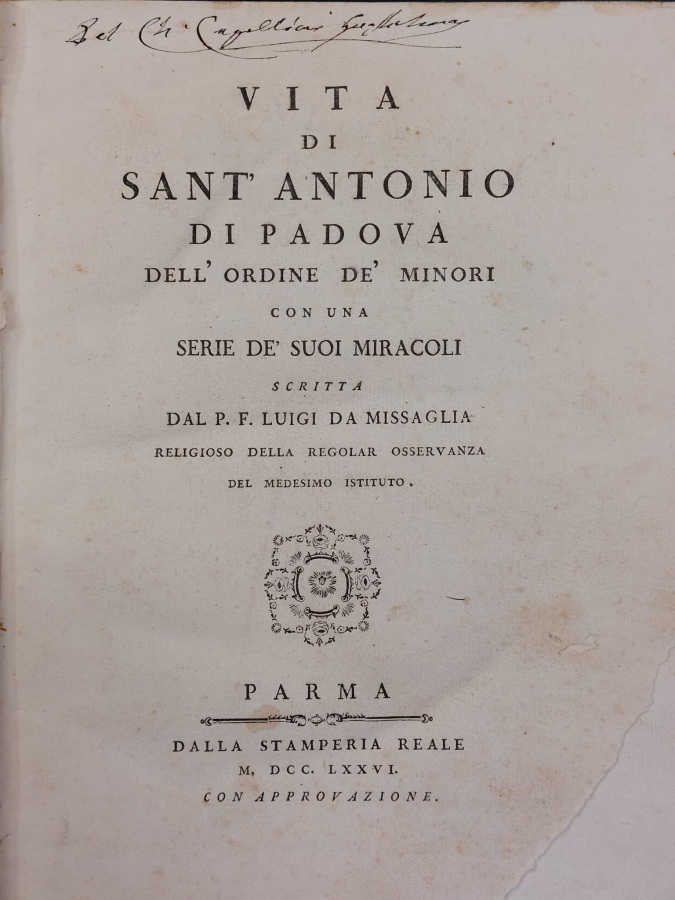 Del
VITA
DI
SANT' ANTONIO
DI PADOVA
DELL' ORDINE DE' MINORI
CON UNA
SERIE DE' SUOI MIRACOLI
SCRITTA
DAL P. F. LUIGI DA MISSAGLIA
RELIGIOSO DELLA REGOLAR OSSERVANZA
DEL MEDESIMO ISTITUTO.
PARMA
DALLA STAMPERIA REALE
M. DCC. LXXVI.
CON APPROVAZIONE.